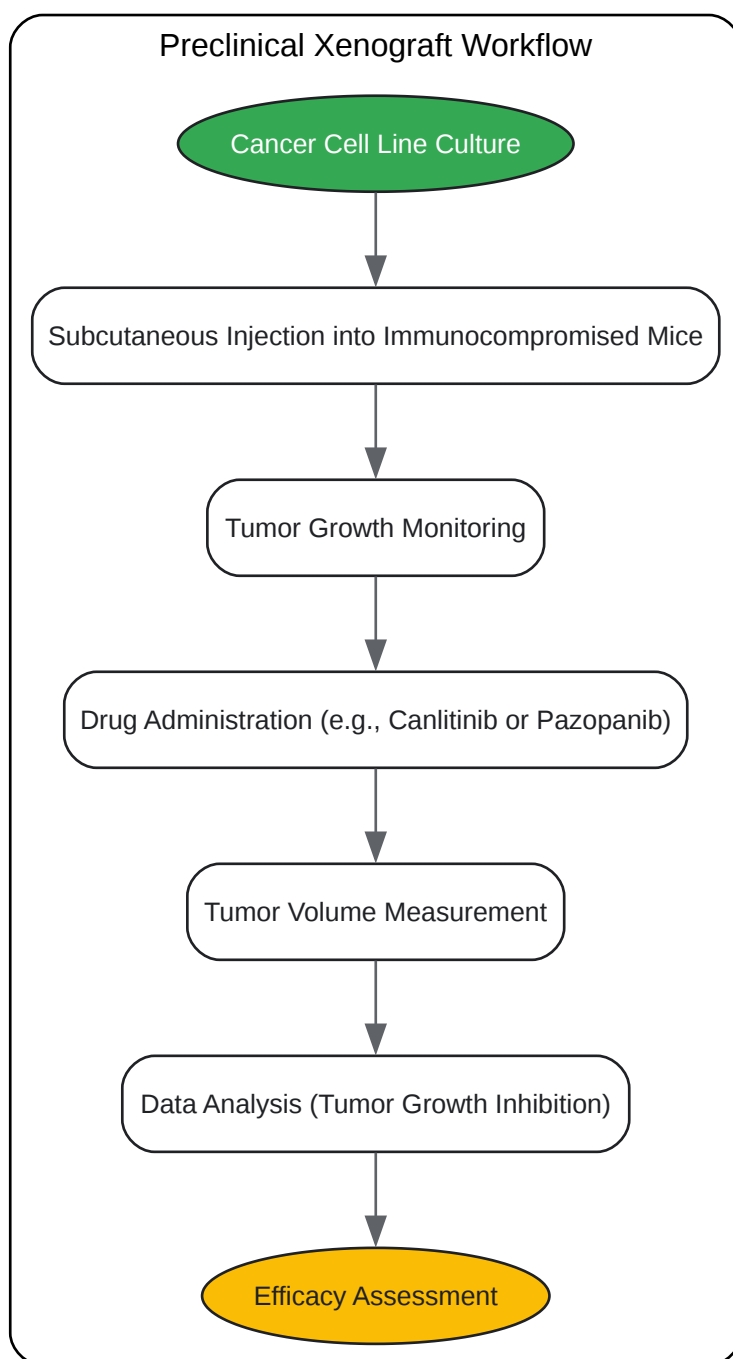 Preclinical Xenograft Workflow
Cancer Cell Line Culture
Subcutaneous Injection into Immunocompromised Mice
Tumor Growth Monitoring
Drug Administration (e.g., Canlitinib or Pazopanib)
Tumor Volume Measurement
Data Analysis (Tumor Growth Inhibition)
Efficacy Assessment